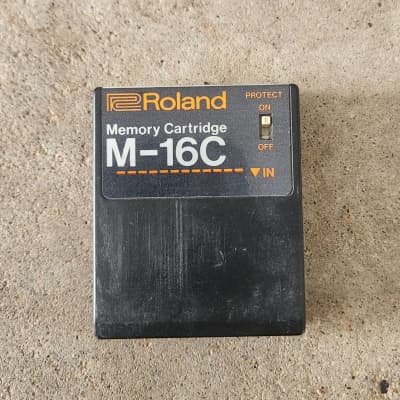 Roland
Memory Cartridge
M-16C
PROTECT
ON
OFF
▼IN